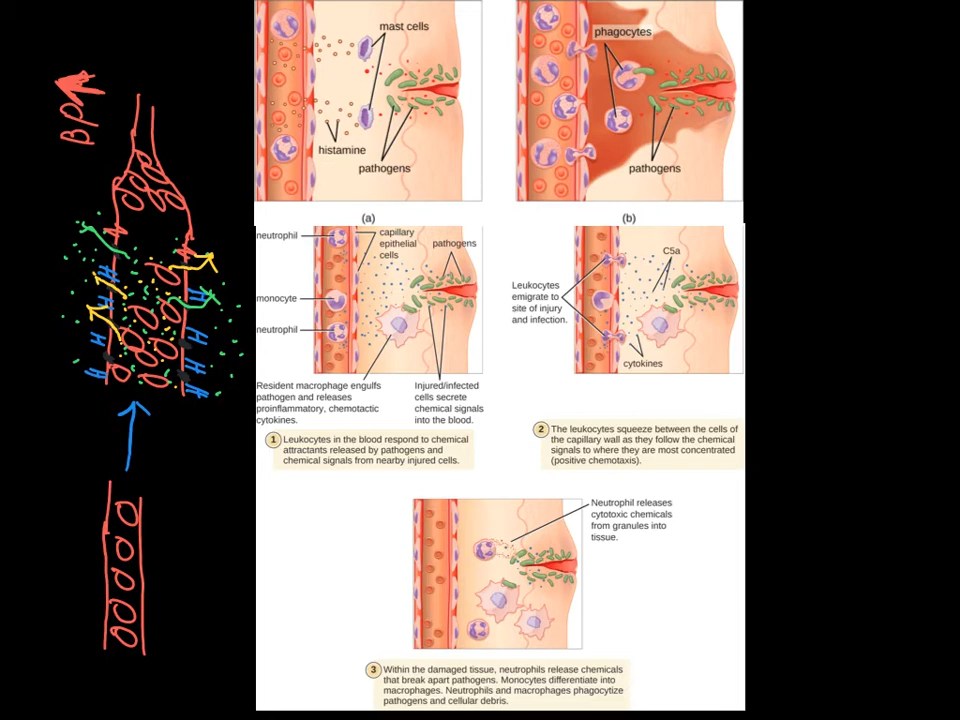 BP
H
H
H
H
H
H
H
H
mast cells
histamine
pathogens
(a)
phagocytes
pathogens
(b)
neutrophil
monocyte
neutrophil
capillary
epithelial
cells
pathogens
Resident macrophage engulfs
pathogen and releases
proinflammatory, chemotactic
cytokines.
Injured/infected
cells secrete
chemical signals
into the blood.
1 Leukocytes in the blood respond to chemical
attractants released by pathogens and
chemical signals from nearby injured cells.
C5a
Leukocytes
emigrate to
site of injury
and infection.
cytokines
2 The leukocytes squeeze between the cells of
the capillary wall as they follow the chemical
signals to where they are most concentrated
(positive chemotaxis).
Neutrophil releases
cytotoxic chemicals
from granules into
tissue.
3 Within the damaged tissue, neutrophils release chemicals
that break apart pathogens. Monocytes differentiate into
macrophages. Neutrophils and macrophages phagocytize
pathogens and cellular debris.